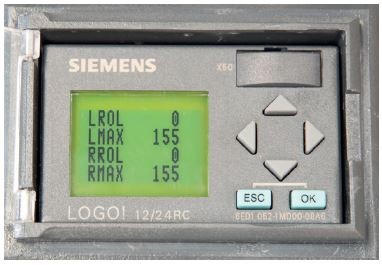 SIEMENS
X50
LROL 0
LMAX 155
RROL 0
RMAX 155
ESC OK
LOGO! 12/24RC
6ED1 052-1MD00-0BA6